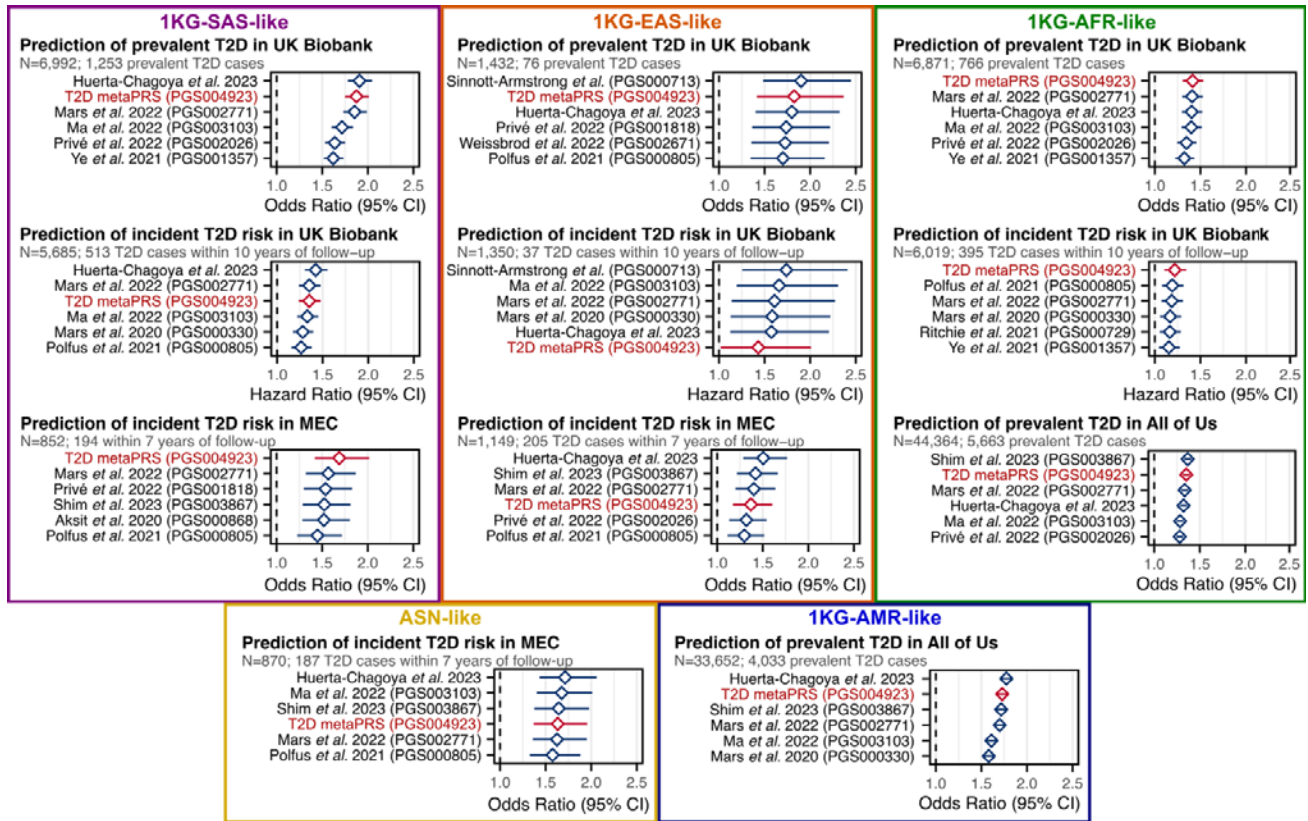 1KG-SAS-like
Prediction of prevalent T2D in UK Biobank
N=6,992; 1,253 prevalent T2D cases
Huerta-Chagoya et al. 2023
T2D metaPRS (PGS004923)
Mars et al. 2022 (PGS002771)
Ma et al. 2022 (PGS003103)
Privé et al. 2022 (PGS002026)
Ye et al. 2021 (PGS001357)
1.0 1.5 2.0 2.5
Odds Ratio (95% CI)
Prediction of incident T2D risk in UK Biobank
N=5,685; 513 T2D cases within 10 years of follow−up
Huerta-Chagoya et al. 2023
Mars et al. 2022 (PGS002771)
T2D metaPRS (PGS004923)
Ma et al. 2022 (PGS003103)
Mars et al. 2020 (PGS000330)
Polfus et al. 2021 (PGS000805)
1.0 1.5 2.0 2.5
Hazard Ratio (95% CI)
Prediction of incident T2D risk in MEC
N=852; 194 within 7 years of follow-up
T2D metaPRS (PGS004923)
Mars et al. 2022 (PGS002771)
Privé et al. 2022 (PGS001818)
Shim et al. 2023 (PGS003867)
Aksit et al. 2020 (PGS000868)
Polfus et al. 2021 (PGS000805)
1.0 1.5 2.0 2.5
Odds Ratio (95% CI)
1KG-EAS-like
Prediction of prevalent T2D in UK Biobank
N=1,432; 76 prevalent T2D cases
Sinnott-Armstrong et al. (PGS000713)
T2D metaPRS (PGS004923)
Huerta-Chagoya et al. 2023
Privé et al. 2022 (PGS001818)
Weissbrod et al. 2022 (PGS002671)
Polfus et al. 2021 (PGS000805)
1.0 1.5 2.0 2.5
Odds Ratio (95% CI)
Prediction of incident T2D risk in UK Biobank
N=1,350; 37 T2D cases within 10 years of follow−up
Sinnott-Armstrong et al. (PGS000713)
Ma et al. 2022 (PGS003103)
Mars et al. 2022 (PGS002771)
Mars et al. 2020 (PGS000330)
Huerta-Chagoya et al. 2023
T2D metaPRS (PGS004923)
1.0 1.5 2.0 2.5
Hazard Ratio (95% CI)
Prediction of incident T2D risk in MEC
N=1,149; 205 T2D cases within 7 years of follow−up
Huerta-Chagoya et al. 2023
Shim et al. 2023 (PGS003867)
Mars et al. 2022 (PGS002771)
T2D metaPRS (PGS004923)
Privé et al. 2022 (PGS002026)
Polfus et al. 2021 (PGS000805)
1.0 1.5 2.0 2.5
Odds Ratio (95% CI)
1KG-AFR-like
Prediction of prevalent T2D in UK Biobank
N=6,871; 766 prevalent T2D cases
T2D metaPRS (PGS004923)
Mars et al. 2022 (PGS002771)
Huerta-Chagoya et al. 2023
Ma et al. 2022 (PGS003103)
Privé et al. 2022 (PGS002026)
Ye et al. 2021 (PGS001357)
1.0 1.5 2.0 2.5
Odds Ratio (95% CI)
Prediction of incident T2D risk in UK Biobank
N=6,019; 395 T2D cases within 10 years of follow−up
T2D metaPRS (PGS004923)
Polfus et al. 2021 (PGS000805)
Mars et al. 2022 (PGS002771)
Mars et al. 2020 (PGS000330)
Ritchie et al. 2021 (PGS000729)
Ye et al. 2021 (PGS001357)
1.0 1.5 2.0 2.5
Hazard Ratio (95% CI)
Prediction of prevalent T2D in All of Us
N=44,364; 5,663 prevalent T2D cases
Shim et al. 2023 (PGS003867)
T2D metaPRS (PGS004923)
Mars et al. 2022 (PGS002771)
Huerta-Chagoya et al. 2023
Ma et al. 2022 (PGS003103)
Privé et al. 2022 (PGS002026)
1.0 1.5 2.0 2.5
Odds Ratio (95% CI)
ASN-like
Prediction of incident T2D risk in MEC
N=870; 187 T2D cases within 7 years of follow-up
Huerta-Chagoya et al. 2023
Ma et al. 2022 (PGS003103)
Shim et al. 2023 (PGS003867)
T2D metaPRS (PGS004923)
Mars et al. 2022 (PGS002771)
Polfus et al. 2021 (PGS000805)
1.0 1.5 2.0 2.5
Odds Ratio (95% CI)
1KG-AMR-like
Prediction of prevalent T2D in All of Us
N=33,652; 4,033 prevalent T2D cases
Huerta-Chagoya et al. 2023
T2D metaPRS (PGS004923)
Shim et al. 2023 (PGS003867)
Mars et al. 2022 (PGS002771)
Ma et al. 2022 (PGS003103)
Mars et al. 2020 (PGS000330)
1.0 1.5 2.0 2.5
Odds Ratio (95% CI)